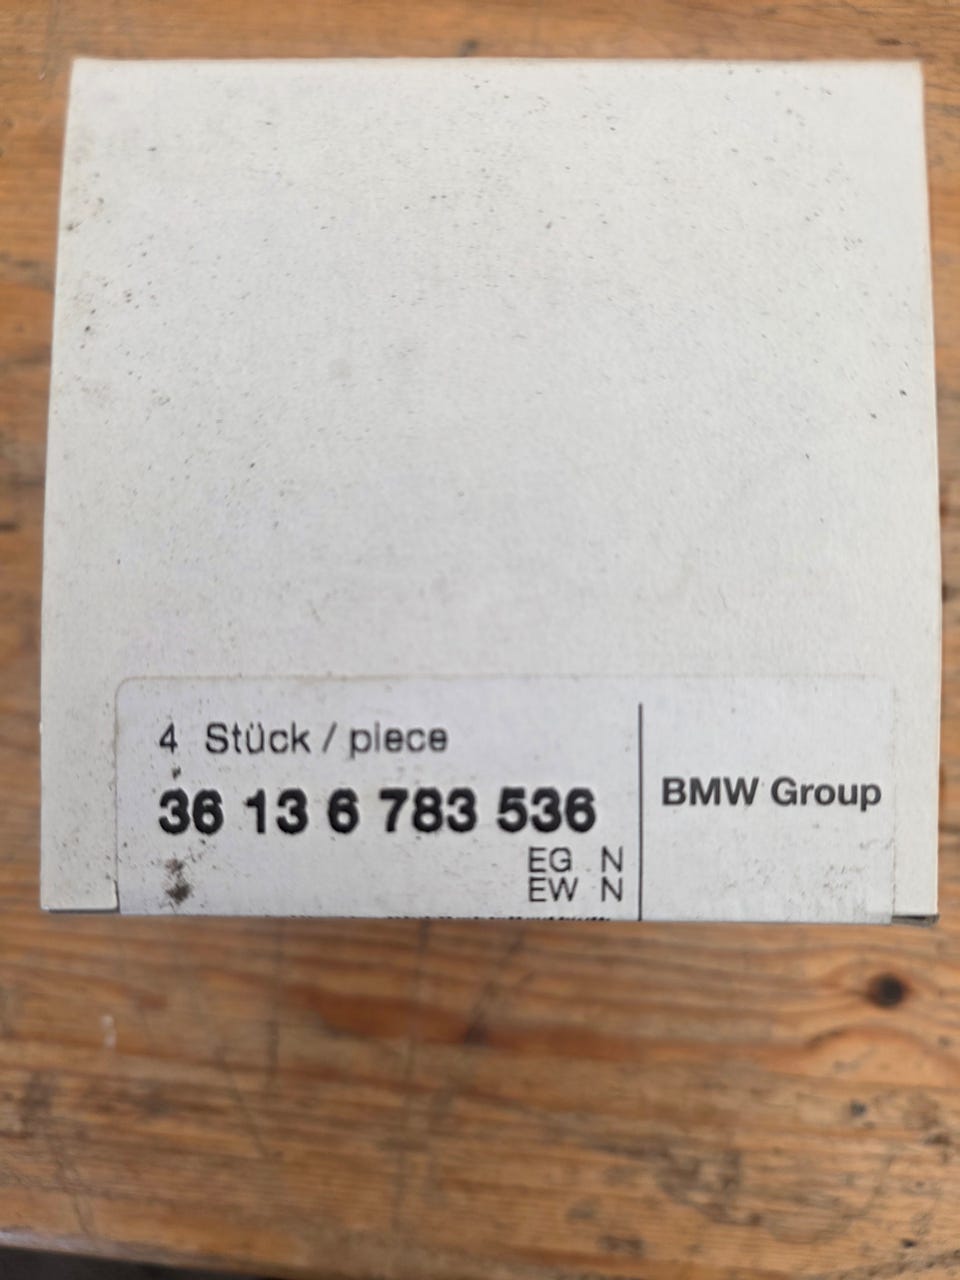 4 Stück / piece
36 13 6 783 536
EG N
EW N
BMW Group